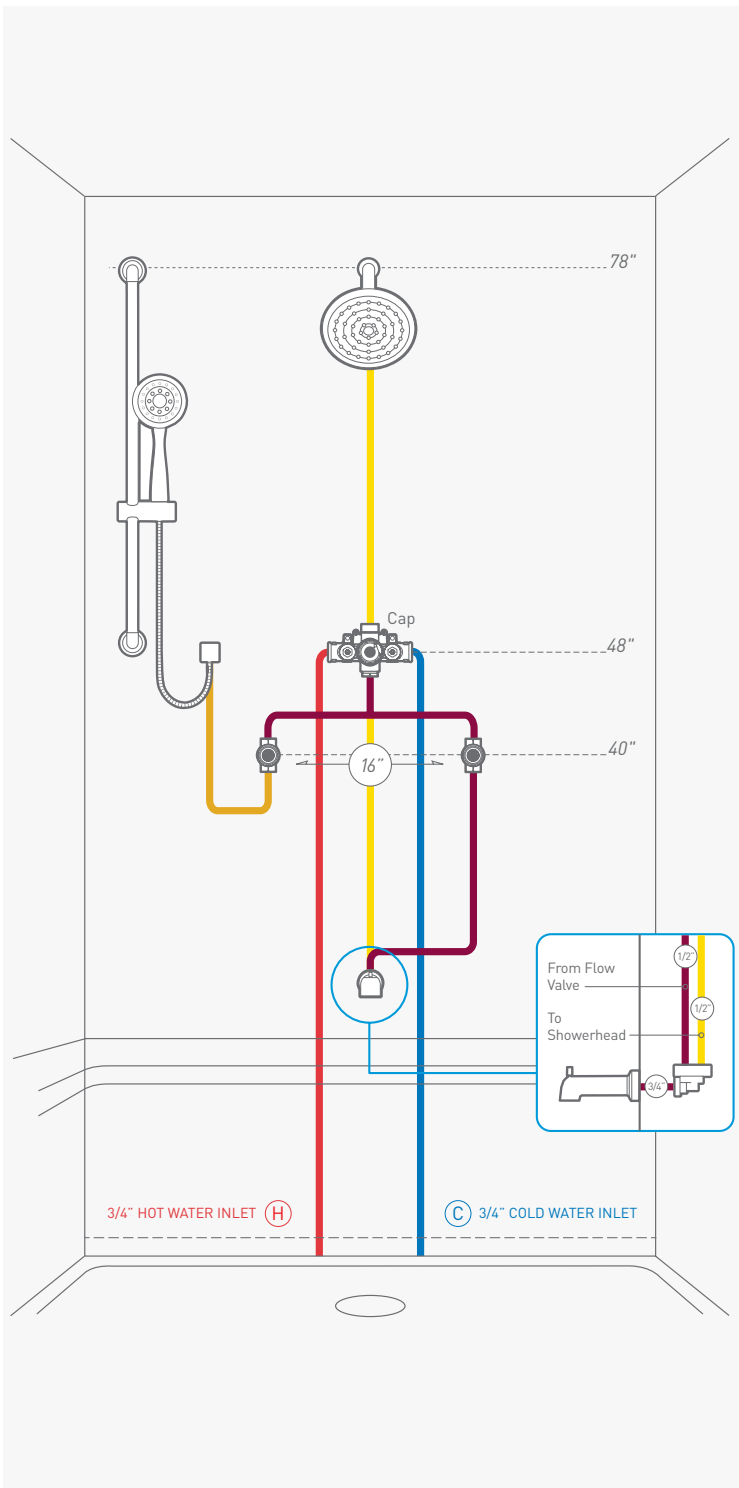 78"
Cap
48"
40"
16"
1/2"
From Flow
Valve
1/2"
To
Showerhead
3/4"
3/4" HOT WATER INLET H
C 3/4" COLD WATER INLET